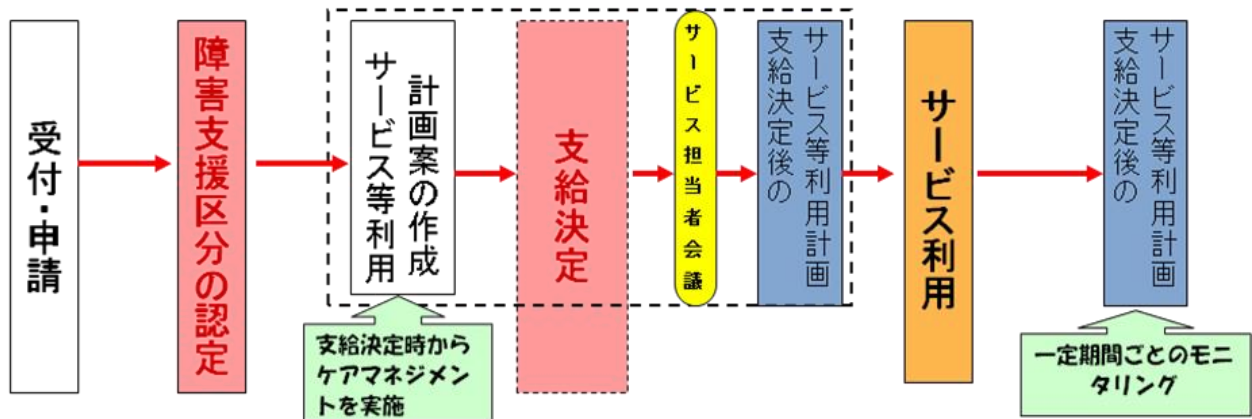 受付・申請
障害支援区分の認定
サービス等利用
計画案の作成
支給決定時から
ケアマネジメン
トを実施
支給決定
サービス担当者会議
支給決定後の
サービス等利用計画
サービス利用
支給決定後の
サービス等利用計画
一定期間ごとのモニ
タリング